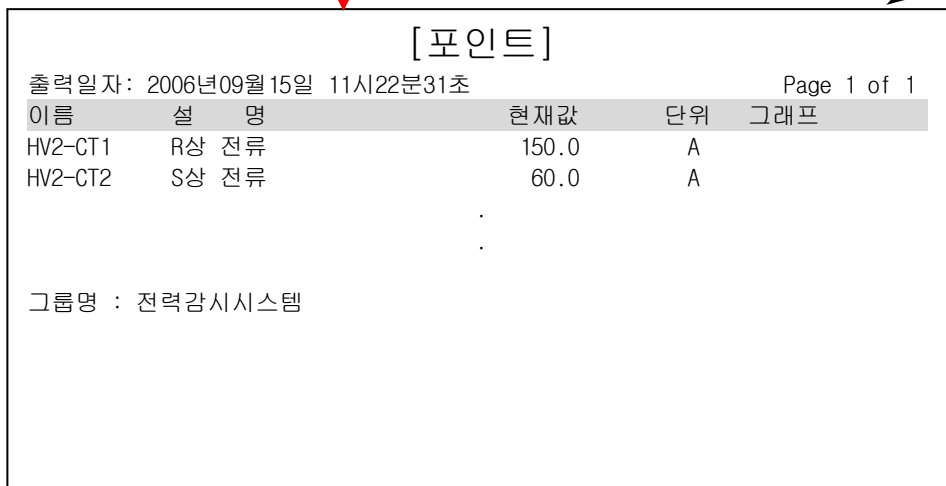 [포인트]
출력일자: 2006년09월15일 11시22분31초 Page 1 of 1
이름 설 명 현재값 단위 그래프
HV2-CT1 R상 전류 150.0 A
HV2-CT2 S상 전류 60.0 A
.
.
그룹명 : 전력감시시스템